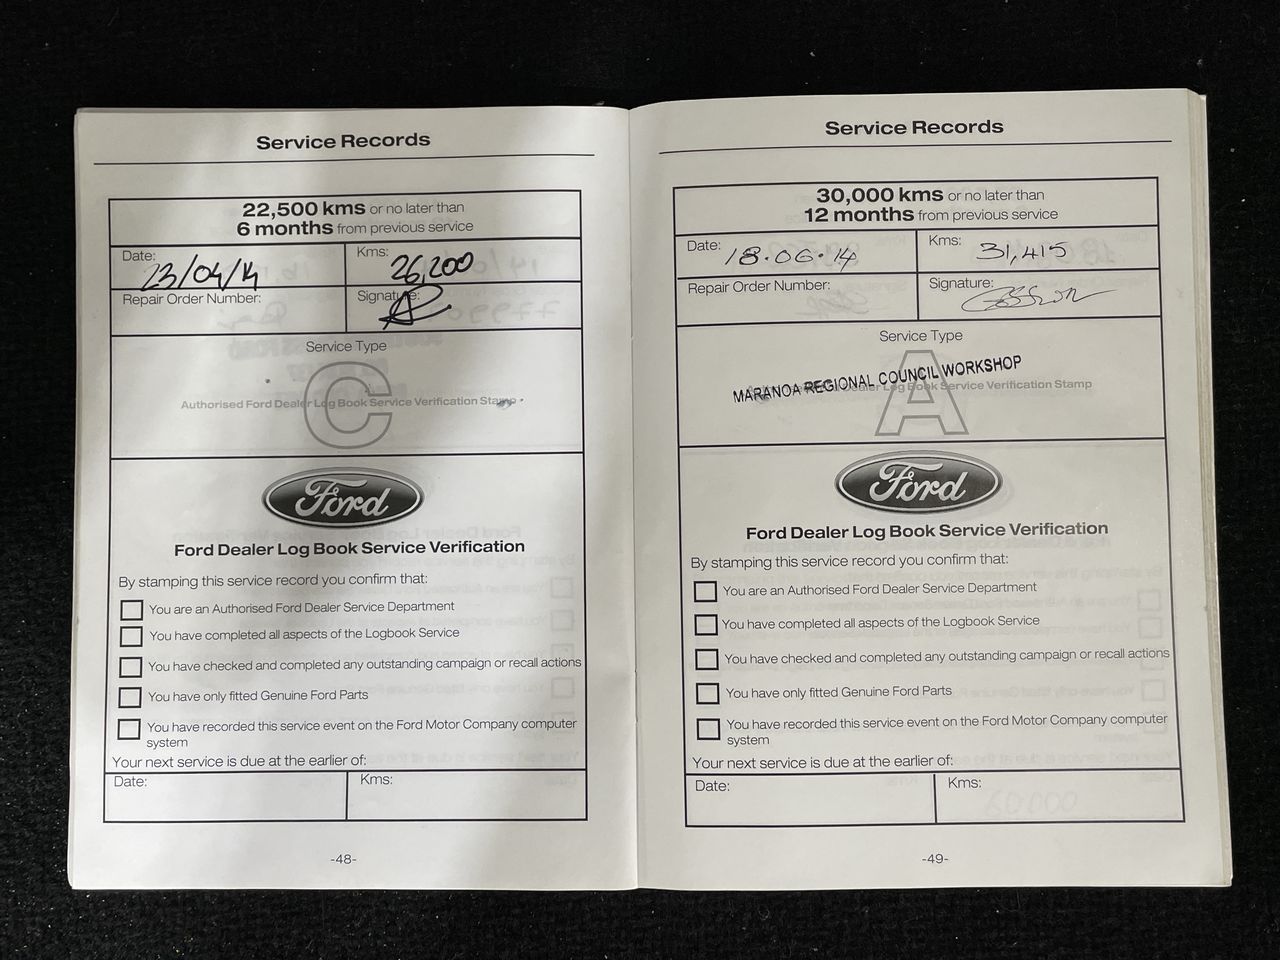 Service Records
22,500 kms or no later than
6 months from previous service
Date: 23/04/14
Kms: 26,200
Repair Order Number:
Signature:
Service Type
C
Authorised Ford Dealer Log Book Service Verification Stamp
Ford
Ford Dealer Log Book Service Verification
By stamping this service record you confirm that:
You are an Authorised Ford Dealer Service Department
You have completed all aspects of the Logbook Service
You have checked and completed any outstanding campaign or recall actions
You have only fitted Genuine Ford Parts
You have recorded this service event on the Ford Motor Company computer
system
Your next service is due at the earlier of:
Date:
Kms:
-48-
Service Records
30,000 kms or no later than
12 months from previous service
Date: 18.06.14
Kms: 31,415
Repair Order Number:
Signature:
Service Type
A
MARANOA REGIONAL COUNCIL WORKSHOP
Dealer Log Book Service Verification Stamp
Ford
Ford Dealer Log Book Service Verification
By stamping this service record you confirm that:
You are an Authorised Ford Dealer Service Department
You have completed all aspects of the Logbook Service
You have checked and completed any outstanding campaign or recall actions
You have only fitted Genuine Ford Parts
You have recorded this service event on the Ford Motor Company computer
system
Your next service is due at the earlier of:
Date:
Kms:
-49-